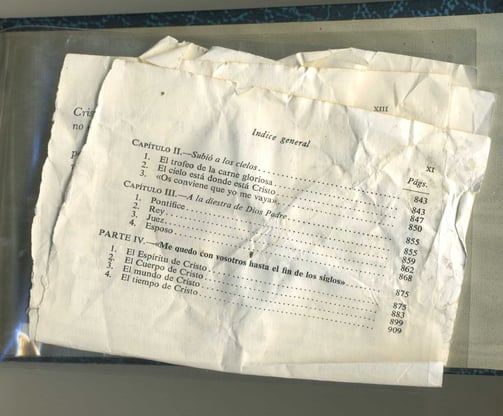 XIII
Cris
no
Indice general
XI
Págs.
CAPÍTULO II.—Subió a los cielos 843
1. El trofeo de la carne gloriosa 843
2. El cielo está donde está Cristo 847
3. «Os conviene que yo me vaya» 850
CAPÍTULO III.—A la diestra de Dios Padre 855
1. Pontífice 855
2. Rey 859
3. Juez 862
4. Esposo 868
PARTE IV.—«Me quedo con vosotros hasta el fin de los siglos» 875
1. El Espíritu de Cristo 875
2. El Cuerpo de Cristo 883
3. El mundo de Cristo 899
4. El tiempo de Cristo 909